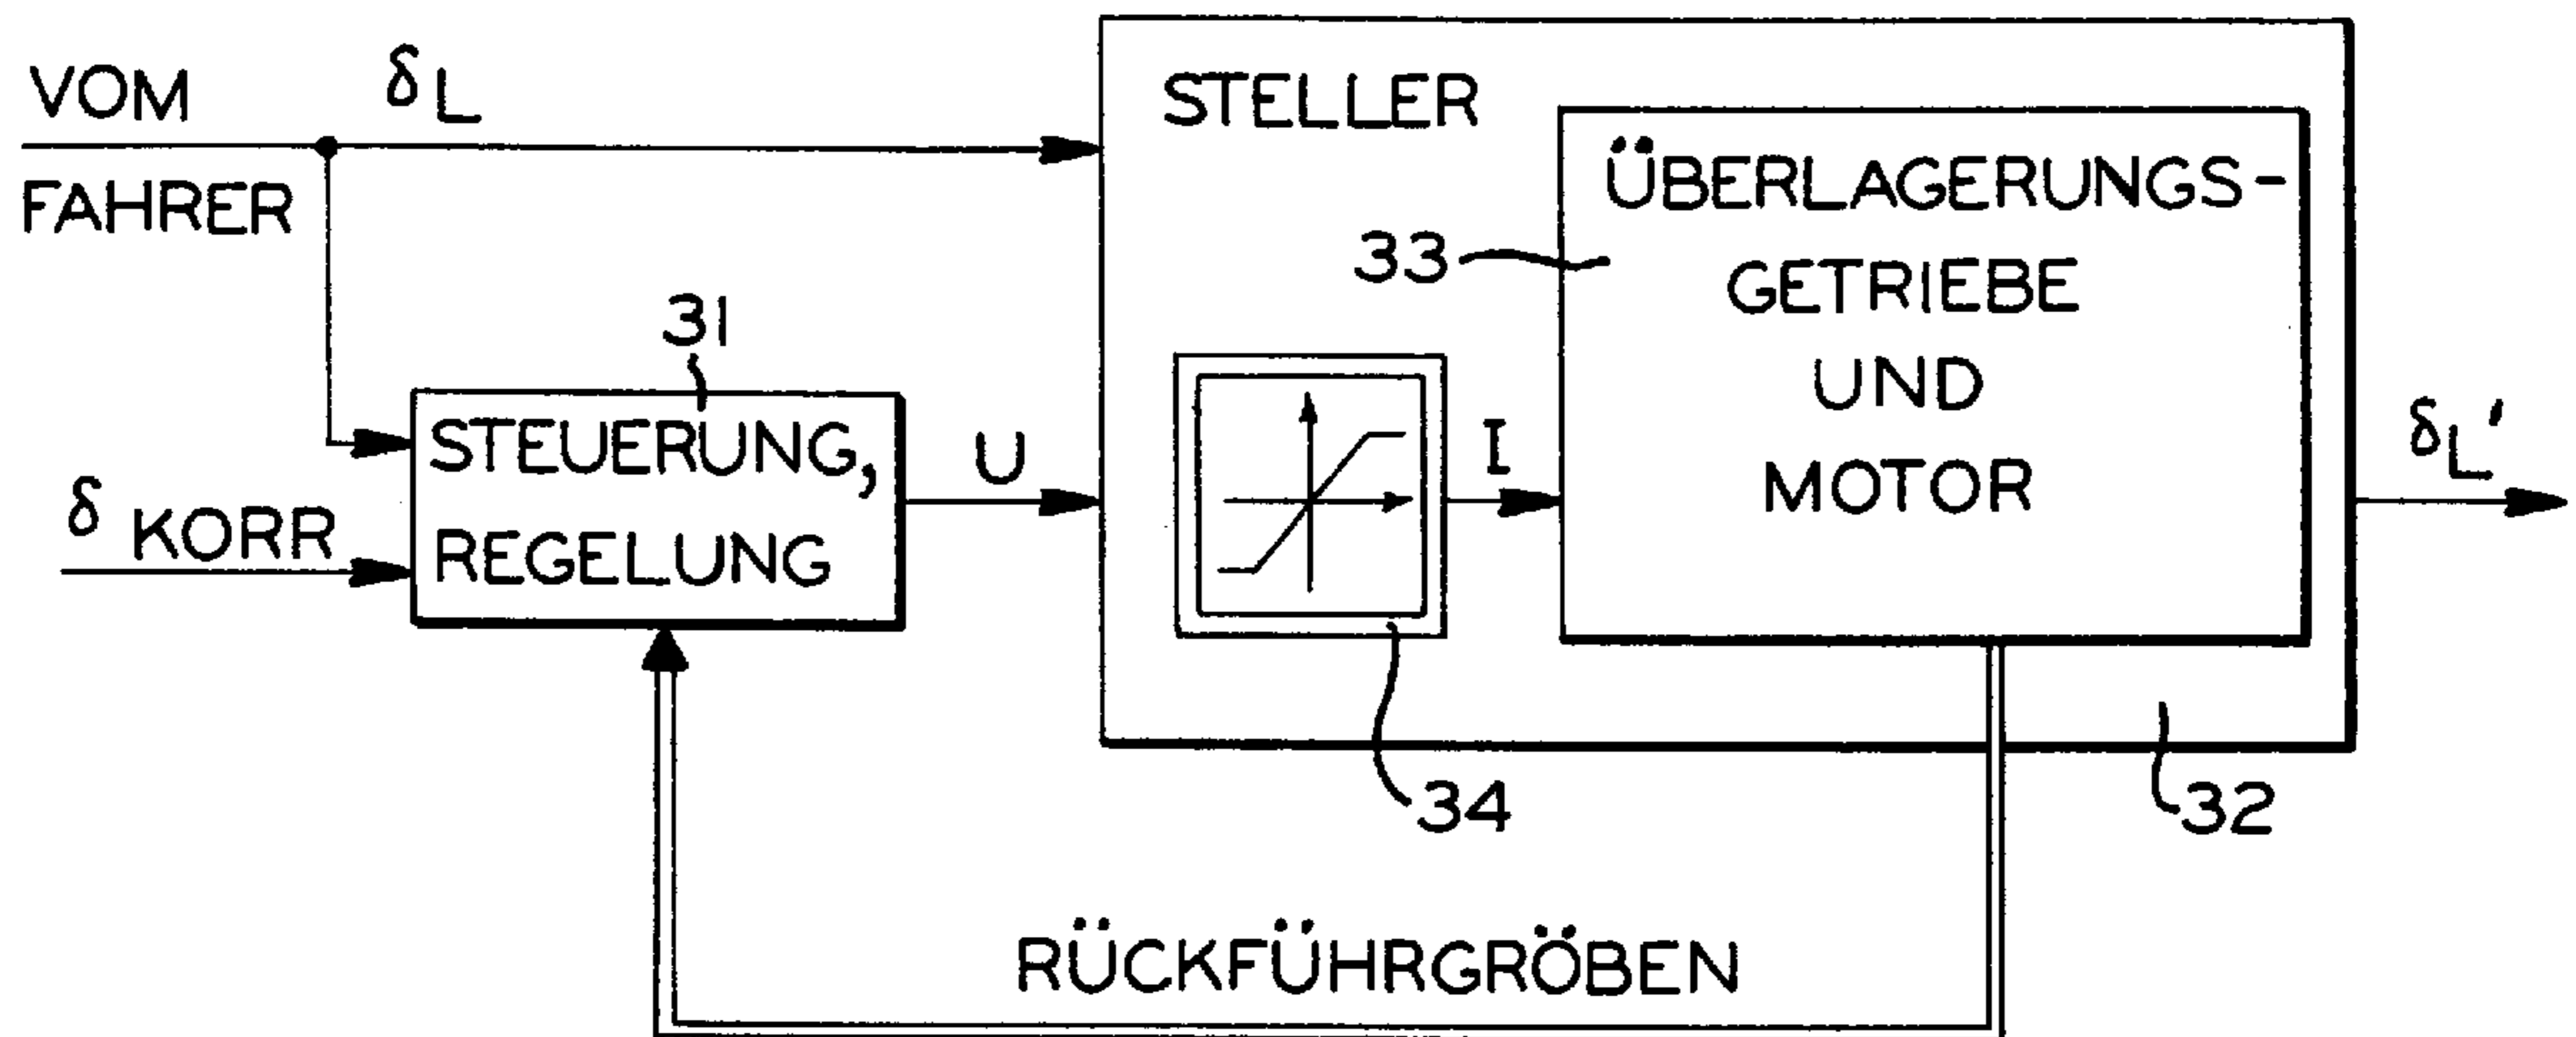 VOM
FAHRER
δL
STELLER
ÜBERLAGERUNGS-
GETRIEBE
UND
MOTOR
33
31
STEUERUNG,
REGELUNG
δ KORR
U
I
δL'
34
32
RÜCKFÜHRGRÖBEN